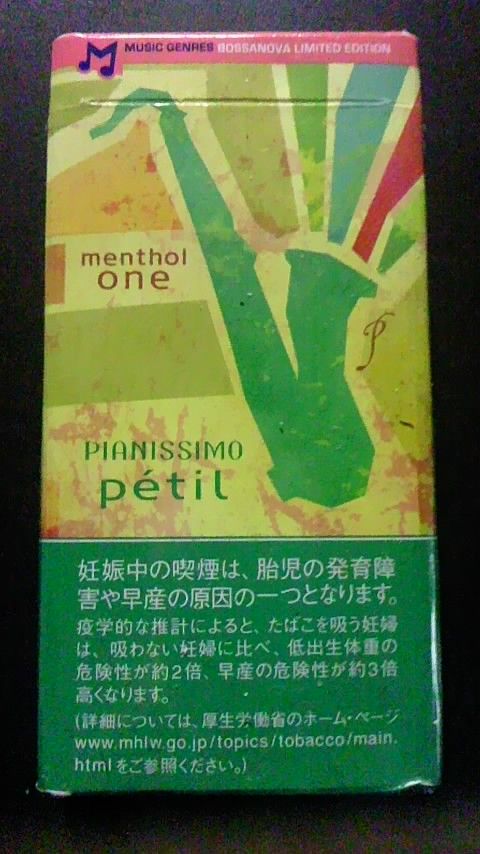 MUSIC GENRES BOSSANOVA LIMITED EDITION
menthol
one
PIANISSIMO
pétil
妊娠中の喫煙は、胎児の発育障
害や早産の原因の一つとなります。
疫学的な推計によると、たばこを吸う妊婦
は、吸わない妊婦に比べ、低出生体重の
危険性が約2倍、早産の危険性が約3倍
高くなります。
(詳細については、厚生労働省のホーム・ページ
www.mhlw.go.jp/topics/tobacco/main.
htmlをご参照ください。)